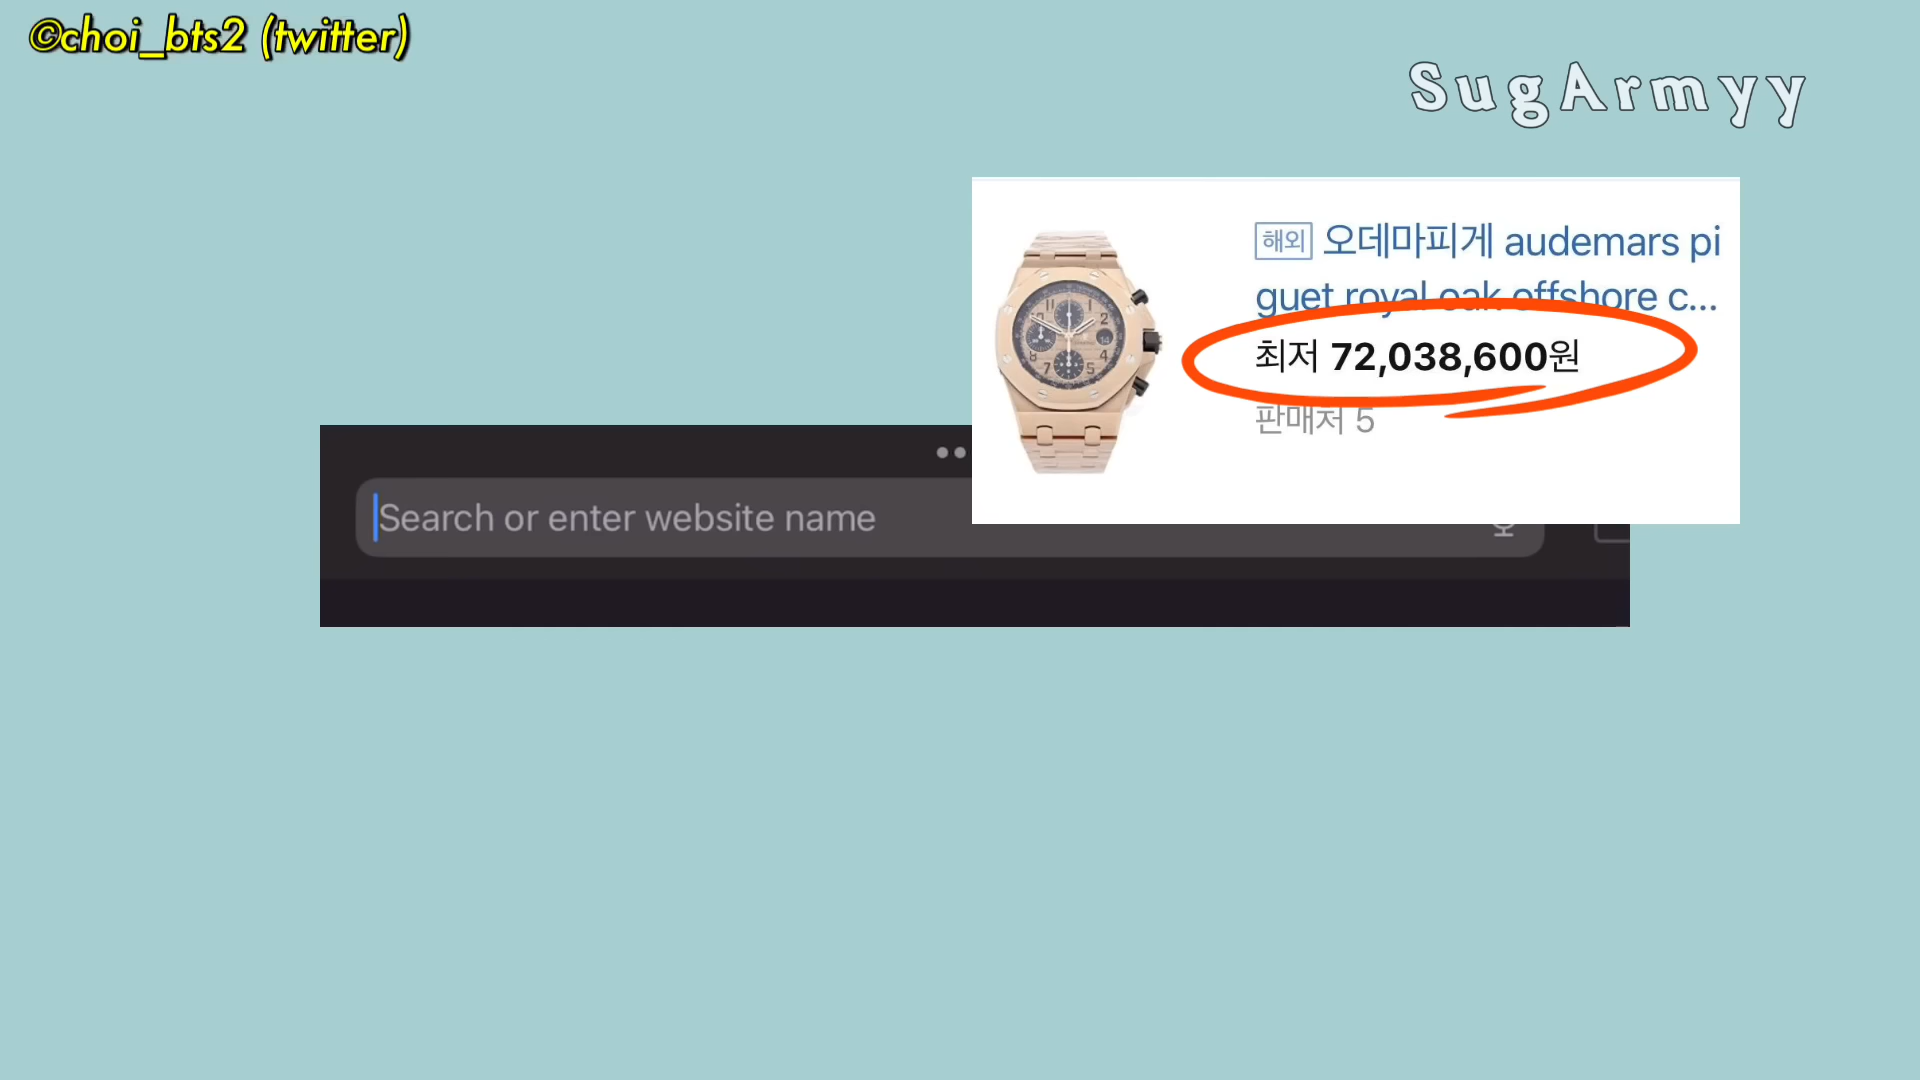 ©choi_bts2 (twitter)
SugArmyy
해외 오데마피게 audemars pi
guet royal oak offshore c...
최저 72,038,600원
판매처 5
Search or enter website name